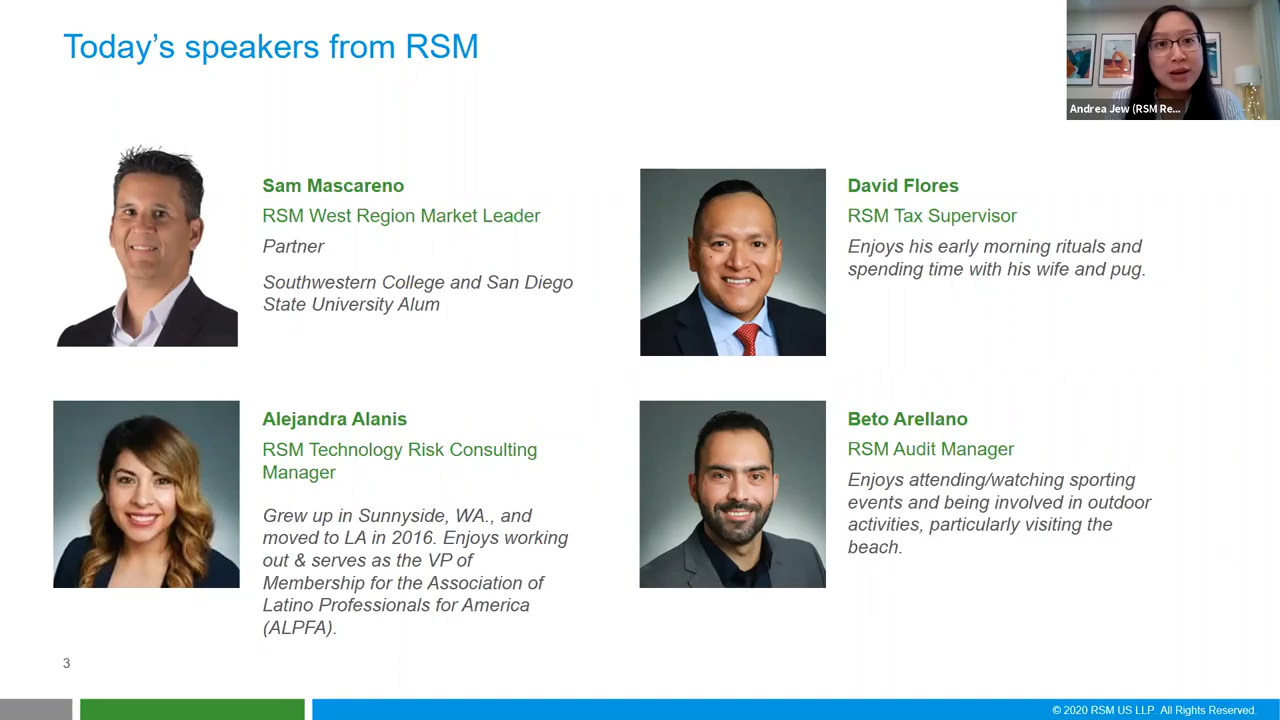 Today's speakers from RSM
Andrea Jew (RSM Re...
Sam Mascareno
RSM West Region Market Leader
Partner
Southwestern College and San Diego
State University Alum
David Flores
RSM Tax Supervisor
Enjoys his early morning rituals and
spending time with his wife and pug.
Alejandra Alanis
RSM Technology Risk Consulting
Manager
Grew up in Sunnyside, WA., and
moved to LA in 2016. Enjoys working
out & serves as the VP of
Membership for the Association of
Latino Professionals for America
(ALPFA).
Beto Arellano
RSM Audit Manager
Enjoys attending/watching sporting
events and being involved in outdoor
activities, particularly visiting the
beach.
3
© 2020 RSM US LLP. All Rights Reserved.